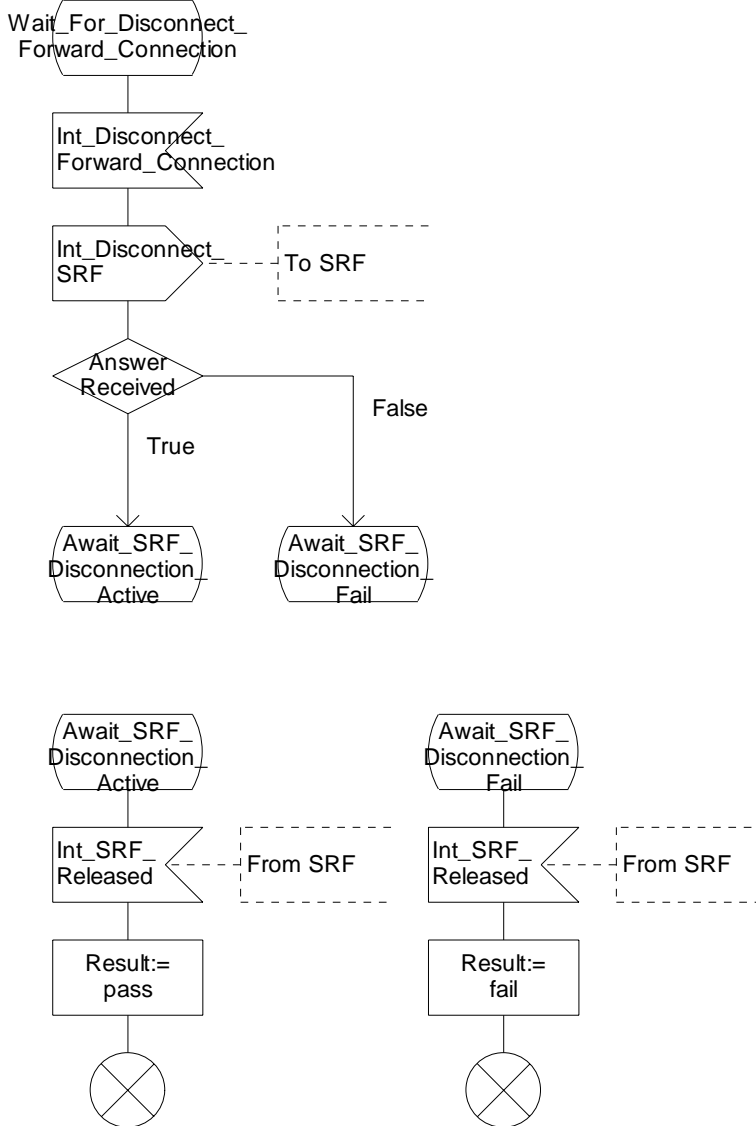 Wait_For_Disconnect_
Forward_Connection
Int_Disconnect_
Forward_Connection
Int_Disconnect_
SRF
To SRF
Answer
Received
False
True
Await_SRF_
Disconnection_
Active
Await_SRF_
Disconnection_
Fail
Await_SRF_
Disconnection_
Active
Await_SRF_
Disconnection_
Fail
Int_SRF_
Released
From SRF
Int_SRF_
Released
From SRF
Result:=
pass
Result:=
fail